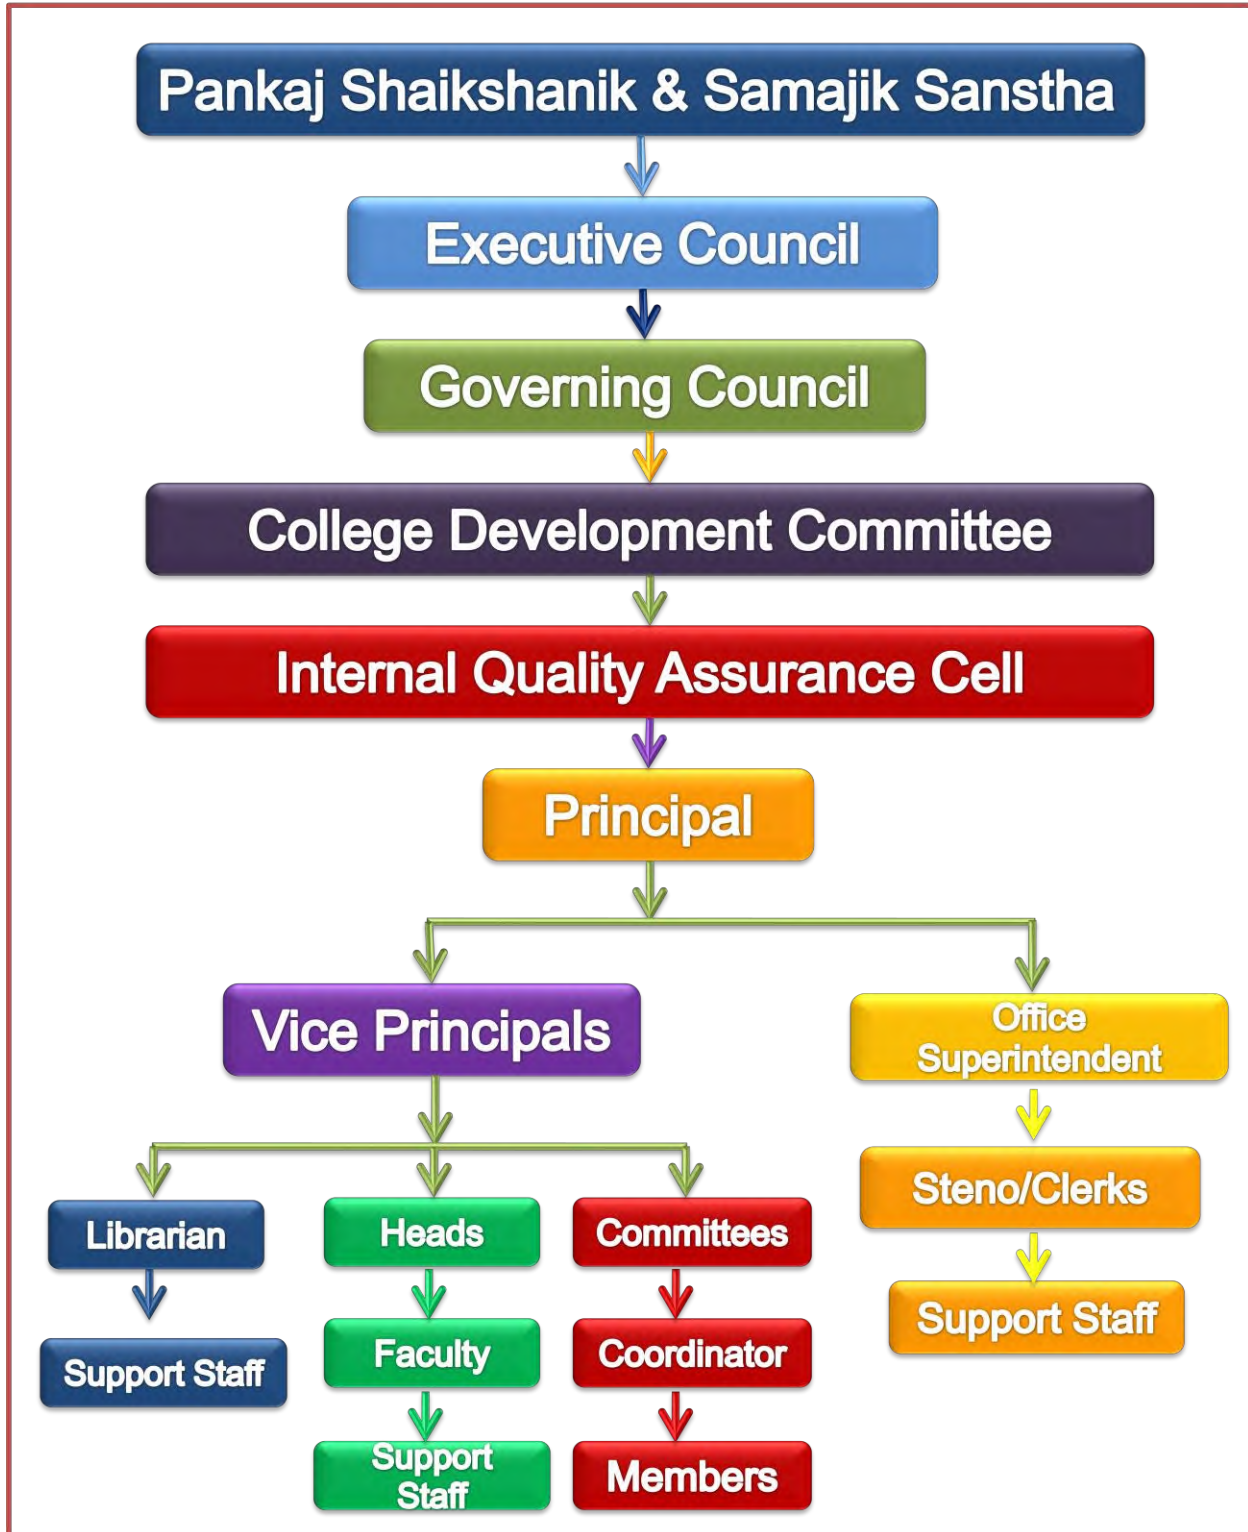 Pankaj Shaikshanik & Samajik Sanstha
Executive Council
Governing Council
College Development Committee
Internal Quality Assurance Cell
Principal
Vice Principals
Office
Superintendent
Librarian
Heads
Committees
Steno/Clerks
Support Staff
Faculty
Coordinator
Support Staff
Support
Staff
Members